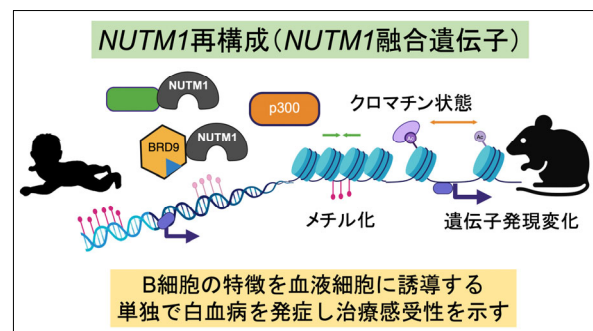 NUTM1再構成(NUTM1融合遺伝子)
NUTM1
p300
クロマチン状態
BRD9
NUTM1
Ac
Ac
メチル化
遺伝子発現変化
B細胞の特徴を血液細胞に誘導する
単独で白血病を発症し治療感受性を示す